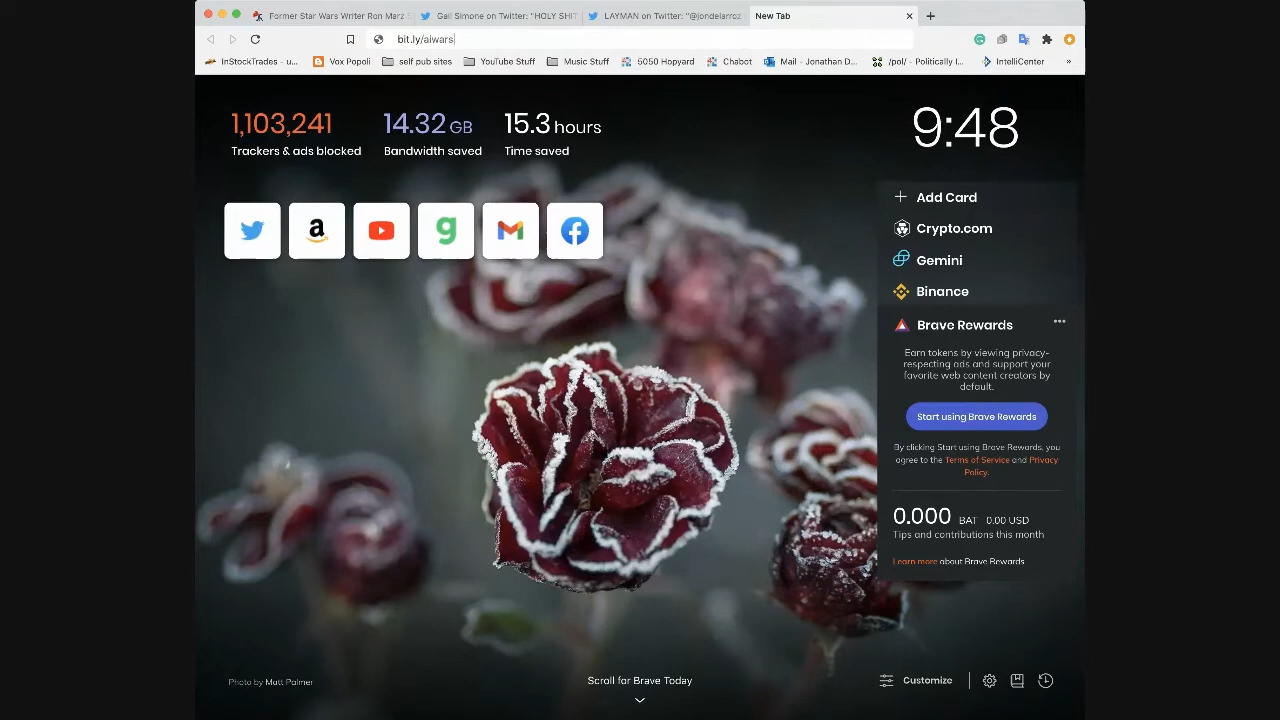 Former Star Wars Writer Ron Marz S
Gail Simone on Twitter: "HOLY SHIT
LAYMAN on Twitter: "@jondelarroz
New Tab
bit.ly/aiwars
InStockTrades - u...
Vox Popoli
self pub sites
YouTube Stuff
Music Stuff
5050 Hopyard
Chabot
Mail - Jonathan D...
/pol/ - Politically I...
IntelliCenter
»
1,103,241
Trackers & ads blocked
14.32 GB
Bandwidth saved
15.3 hours
Time saved
9:48
Add Card
Crypto.com
Gemini
Binance
Brave Rewards
Earn tokens by viewing privacy-
respecting ads and support your
favorite web content creators by
default.
Start using Brave Rewards
By clicking Start using Brave Rewards, you
agree to the Terms of Service and Privacy
Policy.
0.000 BAT 0.00 USD
Tips and contributions this month
Learn more about Brave Rewards
Photo by Matt Palmer
Scroll for Brave Today
Customize